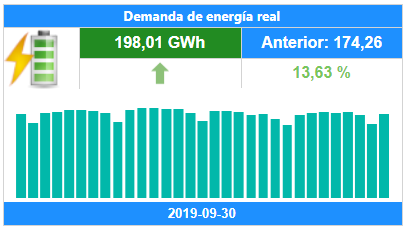 Demanda de energía real
198,01 GWh
Anterior: 174,26
13,63 %
2019-09-30